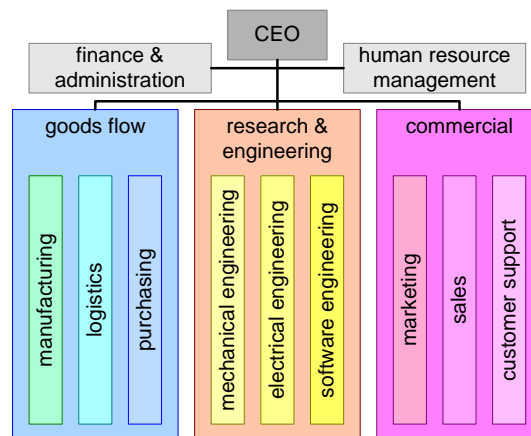 CEO
finance &
administration
human resource
management
goods flow
research &
engineering
commercial
manufacturing
logistics
purchasing
mechanical engineering
electrical engineering
software engineering
marketing
sales
customer support